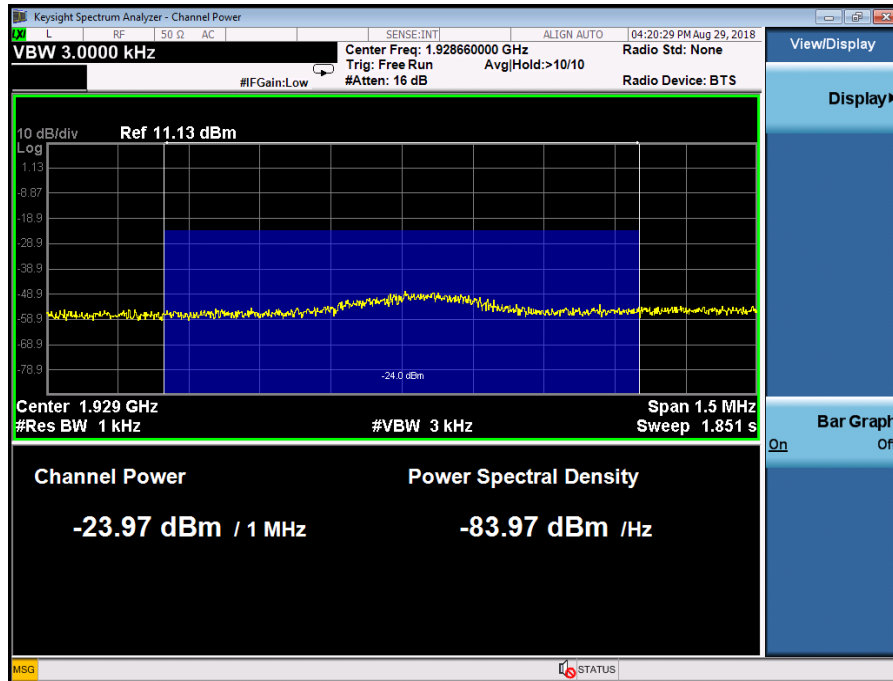 Keysight Spectrum Analyzer - Channel Power
LXI L RF 50 Ω AC SENSE:INT ALIGN AUTO 04:20:29 PM Aug 29, 2018
VBW 3.0000 kHz
Center Freq: 1.928660000 GHz
Radio Std: None
Trig: Free Run Avg|Hold:>10/10
#IFGain:Low
#Atten: 16 dB
Radio Device: BTS
View/Display
Display
10 dB/div Ref 11.13 dBm
Log
1.13
-8.87
-18.9
-28.9
-38.9
-48.9
-58.9
-68.9
-78.9
-24.0 dBm
Center 1.929 GHz
Span 1.5 MHz
#Res BW 1 kHz
#VBW 3 kHz
Sweep 1.851 s
Bar Graph
On Off
Channel Power
Power Spectral Density
-23.97 dBm / 1 MHz
-83.97 dBm /Hz
MSG
STATUS